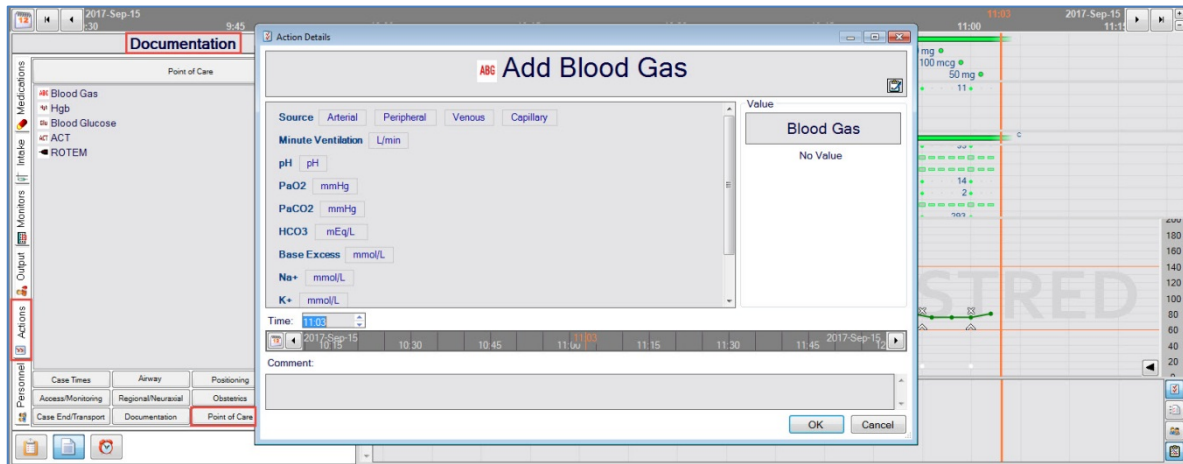 2017-Sep-15
:30
9:45
11:00
11:03
2017-Sep-15
Documentation
Point of Care
Medications
Intake
Monitors
Output
Actions
Personnel
ABG Blood Gas
Hgb
Blood Glucose
ACT ACT
ROTEM
Case Times
Airway
Positioning
Access/Monitoring
Regional/Neuraxial
Obstetrics
Case End/Transport
Documentation
Point of Care
Action Details
ABG Add Blood Gas
Source Arterial Peripheral Venous Capillary
Minute Ventilation L/min
pH pH
PaO2 mmHg
PaCO2 mmHg
HCO3 mEq/L
Base Excess mmol/L
Na+ mmol/L
K+ mmol/L
Value
Blood Gas
No Value
Time: 11:03
2017-Sep-15
10:15 10:30 10:45 11:00 11:03 11:15 11:30 11:45
2017-Sep-15
Comment:
OK Cancel
mg
100 mcg
50 mg
11
c
14
2
STRED
200
180
160
140
120
100
80
60
40
20